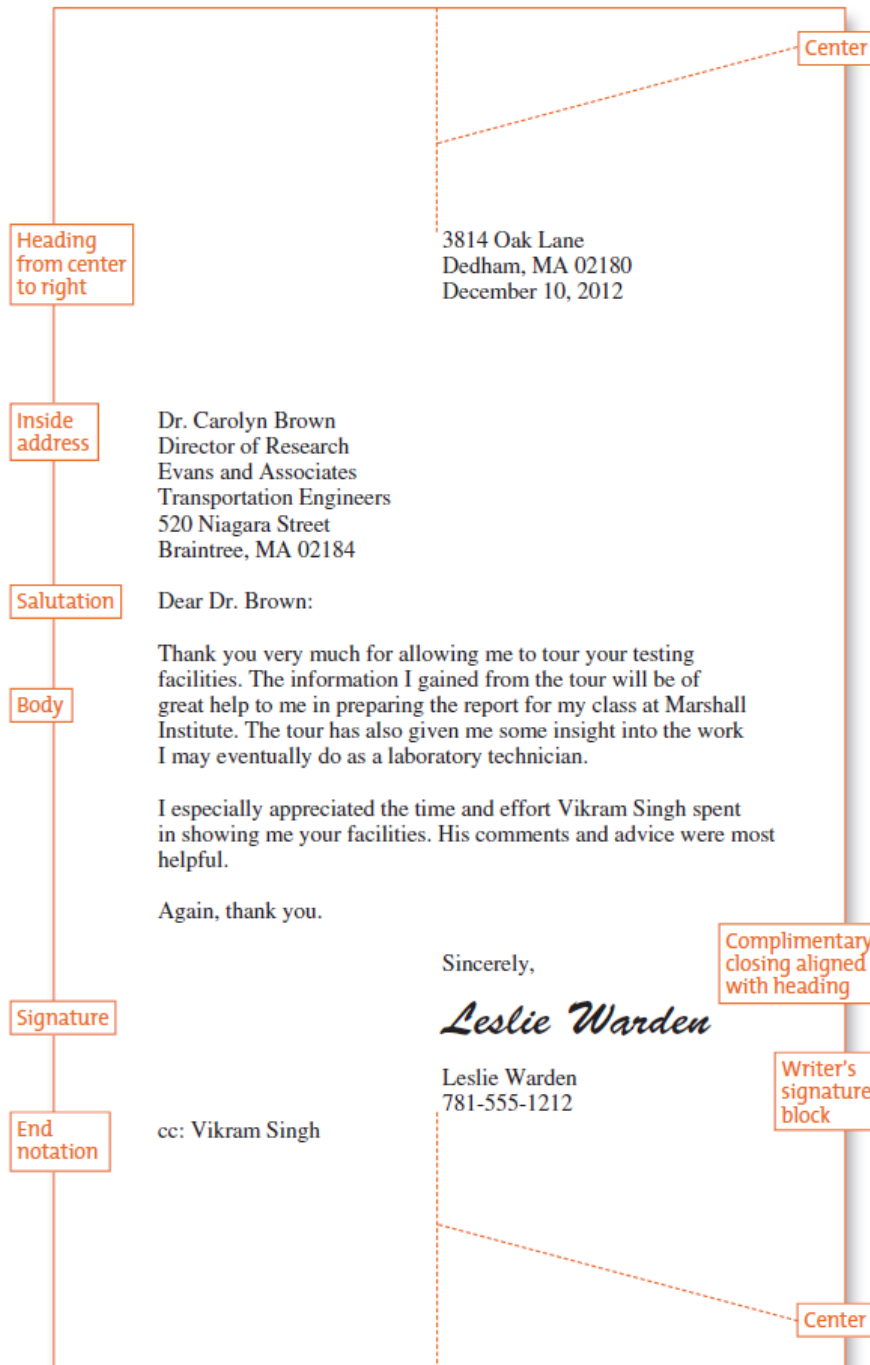 Center
Heading
from center
to right
3814 Oak Lane
Dedham, MA 02180
December 10, 2012
Inside
address
Dr. Carolyn Brown
Director of Research
Evans and Associates
Transportation Engineers
520 Niagara Street
Braintree, MA 02184
Salutation
Dear Dr. Brown:
Body
Thank you very much for allowing me to tour your testing
facilities. The information I gained from the tour will be of
great help to me in preparing the report for my class at Marshall
Institute. The tour has also given me some insight into the work
I may eventually do as a laboratory technician.
I especially appreciated the time and effort Vikram Singh spent
in showing me your facilities. His comments and advice were most
helpful.
Again, thank you.
Complimentary
closing aligned
with heading
Sincerely,
Signature
Leslie Warden
Writer's
signature
block
Leslie Warden
781-555-1212
End
notation
cc: Vikram Singh
Center